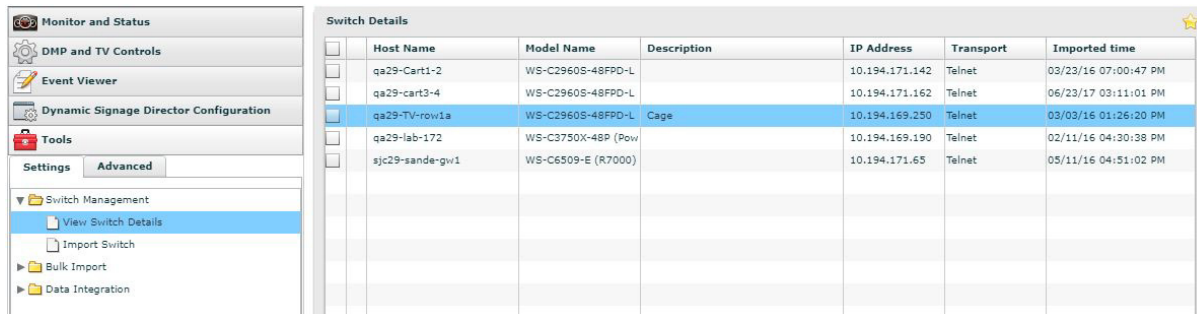 Monitor and Status
DMP and TV Controls
Event Viewer
Dynamic Signage Director Configuration
Tools
Settings Advanced
Switch Management
View Switch Details
Import Switch
Bulk Import
Data Integration
Switch Details
Host Name Model Name Description IP Address Transport Imported time
qa29-Cart1-2 WS-C2960S-48FPD-L 10.194.171.142 Telnet 03/23/16 07:00:47 PM
qa29-cart3-4 WS-C2960S-48FPD-L 10.194.171.162 Telnet 06/23/17 03:11:01 PM
qa29-TV-row1a WS-C2960S-48FPD-L Cage 10.194.169.250 Telnet 03/03/16 01:26:20 PM
qa29-lab-172 WS-C3750X-48P (Pow 10.194.169.190 Telnet 02/11/16 04:30:38 PM
sjc29-sande-gw1 WS-C6509-E (R7000) 10.194.171.65 Telnet 05/11/16 04:51:02 PM